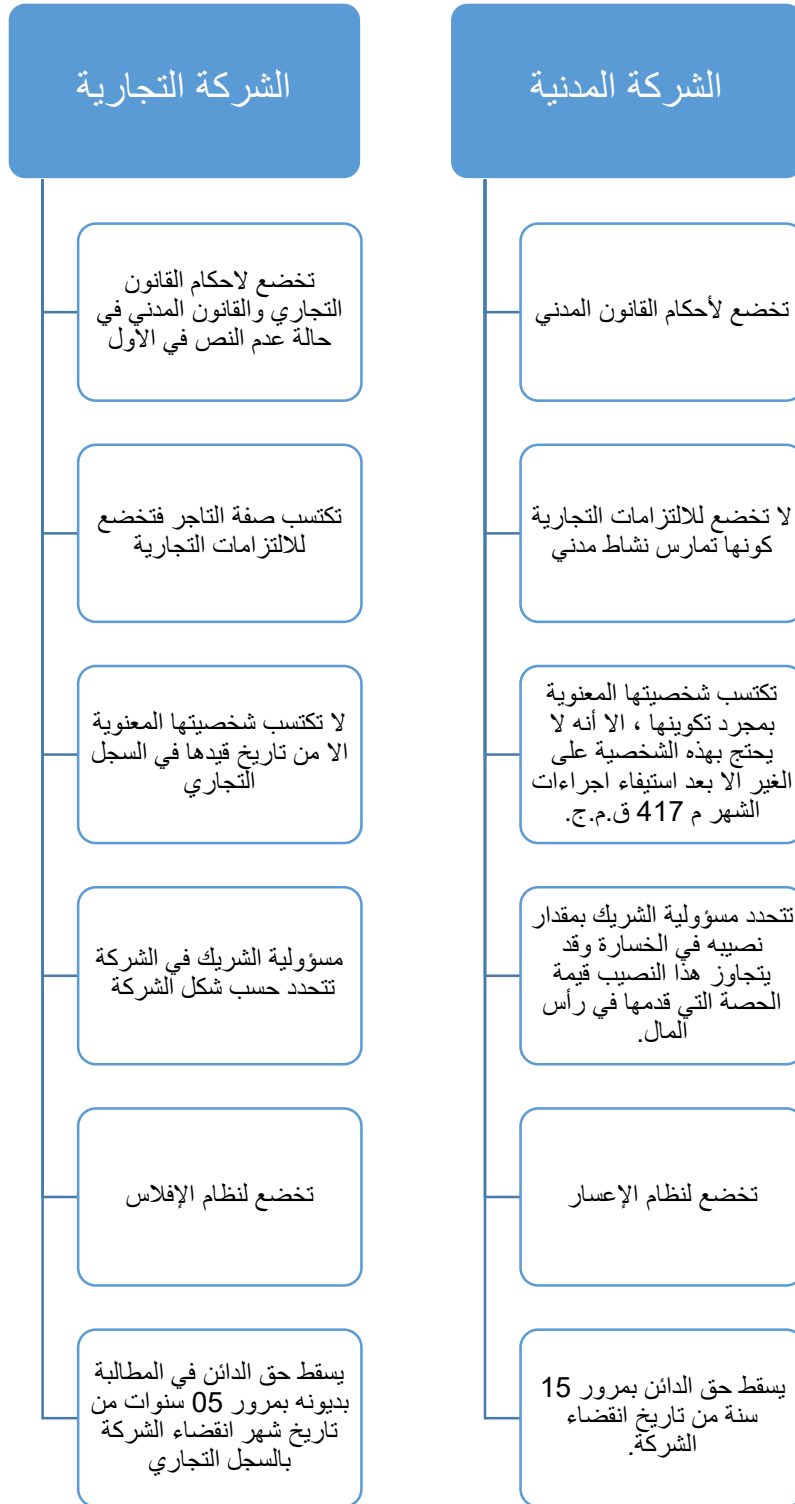 الشركة المدنية
تخضع لأحكام القانون المدني
لا تخضع للالتزامات التجارية
كونها تمارس نشاط مدني
تكتسب شخصيتها المعنوية
بمجرد تكوينها ، الا أنه لا
يحتج بهذه الشخصية على
الغير الا بعد استيفاء اجراءات
الشهر م 417 ق.م.ج.
تتحدد مسؤولية الشريك بمقدار
نصيبه في الخسارة وقد
يتجاوز هذا النصيب قيمة
الحصة التي قدمها في رأس
المال.
تخضع لنظام الإعسار
يسقط حق الدائن بمرور 15
سنة من تاريخ انقضاء
الشركة.
الشركة التجارية
تخضع لاحكام القانون
التجاري والقانون المدني في
حالة عدم النص في الاول
تكتسب صفة التاجر فتخضع
للالتزامات التجارية
لا تكتسب شخصيتها المعنوية
الا من تاريخ قيدها في السجل
التجاري
مسؤولية الشريك في الشركة
تتحدد حسب شكل الشركة
تخضع لنظام الإفلاس
يسقط حق الدائن في المطالبة
بديونه بمرور 05 سنوات من
تاريخ شهر انقضاء الشركة
بالسجل التجاري